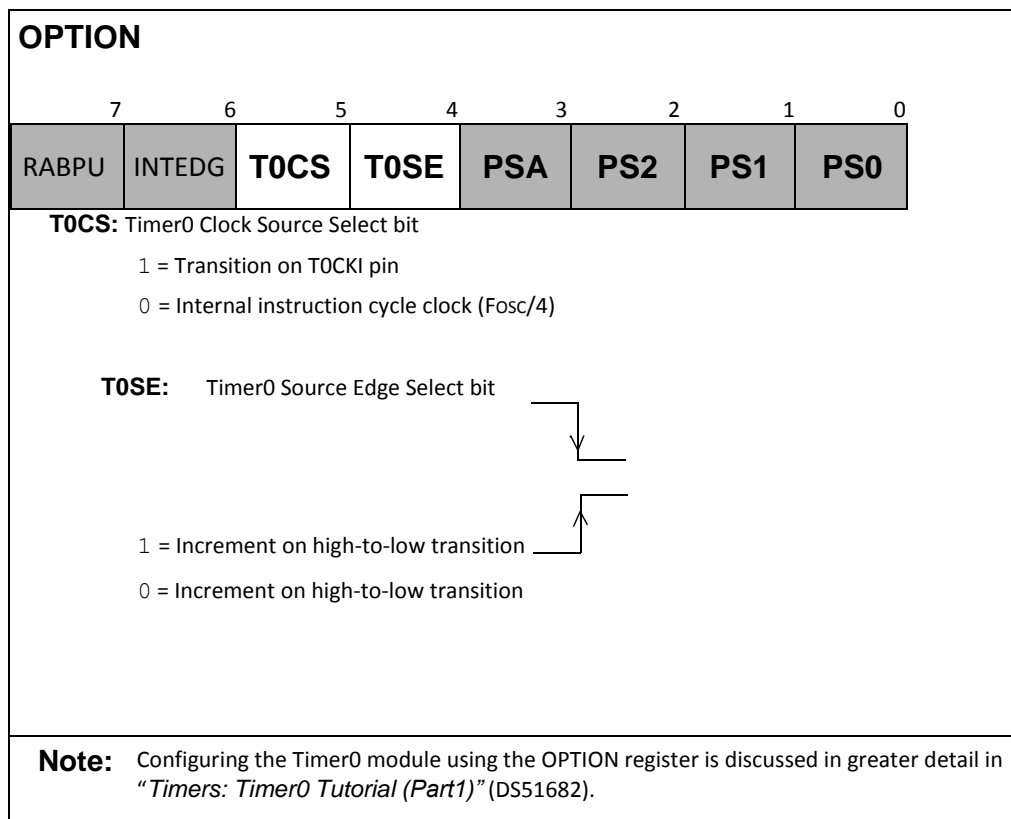 OPTION
7 6 5 4 3 2 1 0
RABPU INTEDG T0CS T0SE PSA PS2 PS1 PS0
T0CS: Timer0 Clock Source Select bit
1 = Transition on T0CKI pin
0 = Internal instruction cycle clock (FOSC/4)
T0SE: Timer0 Source Edge Select bit
1 = Increment on high-to-low transition
0 = Increment on high-to-low transition
Note: Configuring the Timer0 module using the OPTION register is discussed in greater detail in
“Timers: Timer0 Tutorial (Part1)” (DS51682).